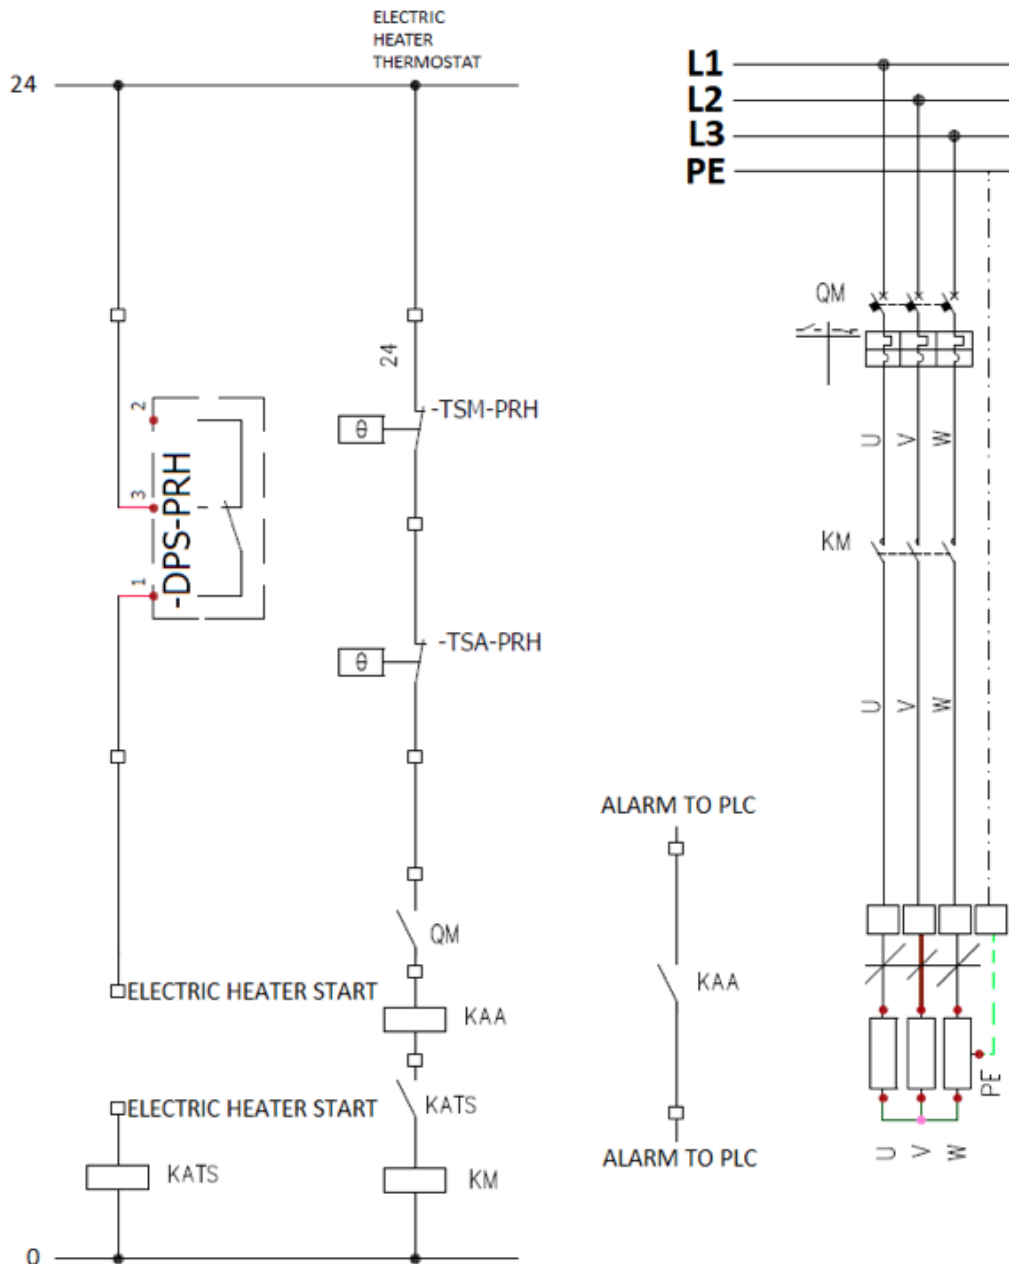 ELECTRIC
HEATER
THERMOSTAT
24
L1
L2
L3
PE
QM
24
2
-TSM-PRH
θ
U
V
W
3
-DPS-PRH
KM
1
-TSA-PRH
θ
U
V
W
ALARM TO PLC
QM
KAA
ELECTRIC HEATER START
KAA
ELECTRIC HEATER START
KATS
PE
KATS
KM
ALARM TO PLC
U
V
W
0